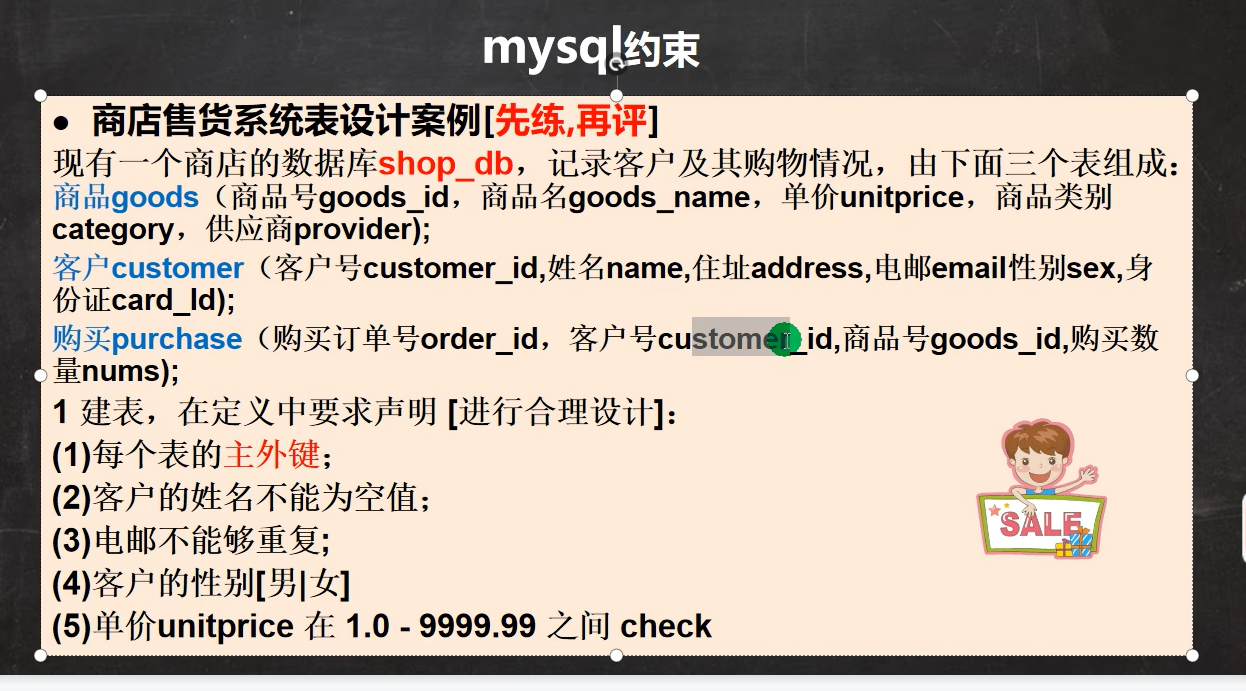 mysql约束
● 商店售货系统表设计案例[先练,再评]
现有一个商店的数据库shop_db，记录客户及其购物情况，由下面三个表组成：
商品goods（商品号goods_id，商品名goods_name，单价unitprice，商品类别
category，供应商provider);
客户customer（客户号customer_id,姓名name,住址address,电邮email性别sex,身
份证card_Id);
购买purchase（购买订单号order_id，客户号customer_id,商品号goods_id,购买数
量nums);
1 建表，在定义中要求声明 [进行合理设计]：
(1)每个表的主外键；
(2)客户的姓名不能为空值；
(3)电邮不能够重复;
(4)客户的性别[男|女]
(5)单价unitprice 在 1.0 - 9999.99 之间 check
SALE